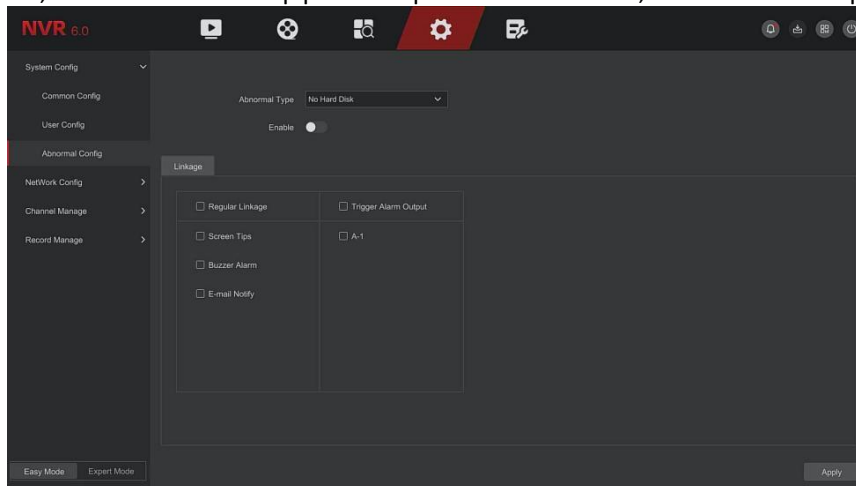 NVR 6.0
System Config
Common Config
User Config
Abnormal Config
NetWork Config
Channel Manage
Record Manage
Abnormal Type No Hard Disk
Enable
Linkage
Regular Linkage Trigger Alarm Output
Screen Tips A-1
Buzzer Alarm
E-mail Notify
Easy Mode Expert Mode
Apply